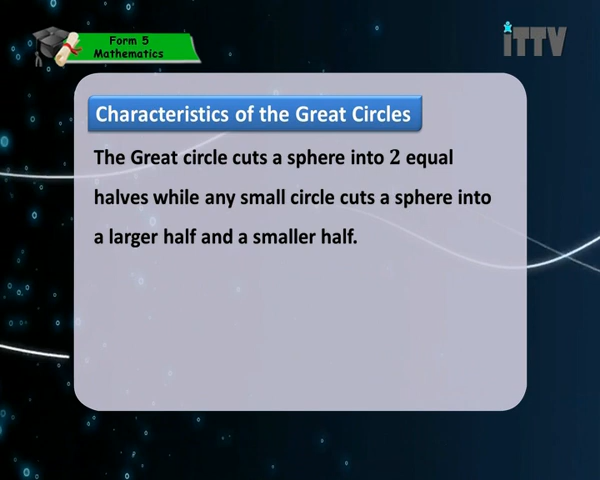 Form 5
Mathematics
iTTV
Characteristics of the Great Circles
The Great circle cuts a sphere into 2 equal
halves while any small circle cuts a sphere into
a larger half and a smaller half.